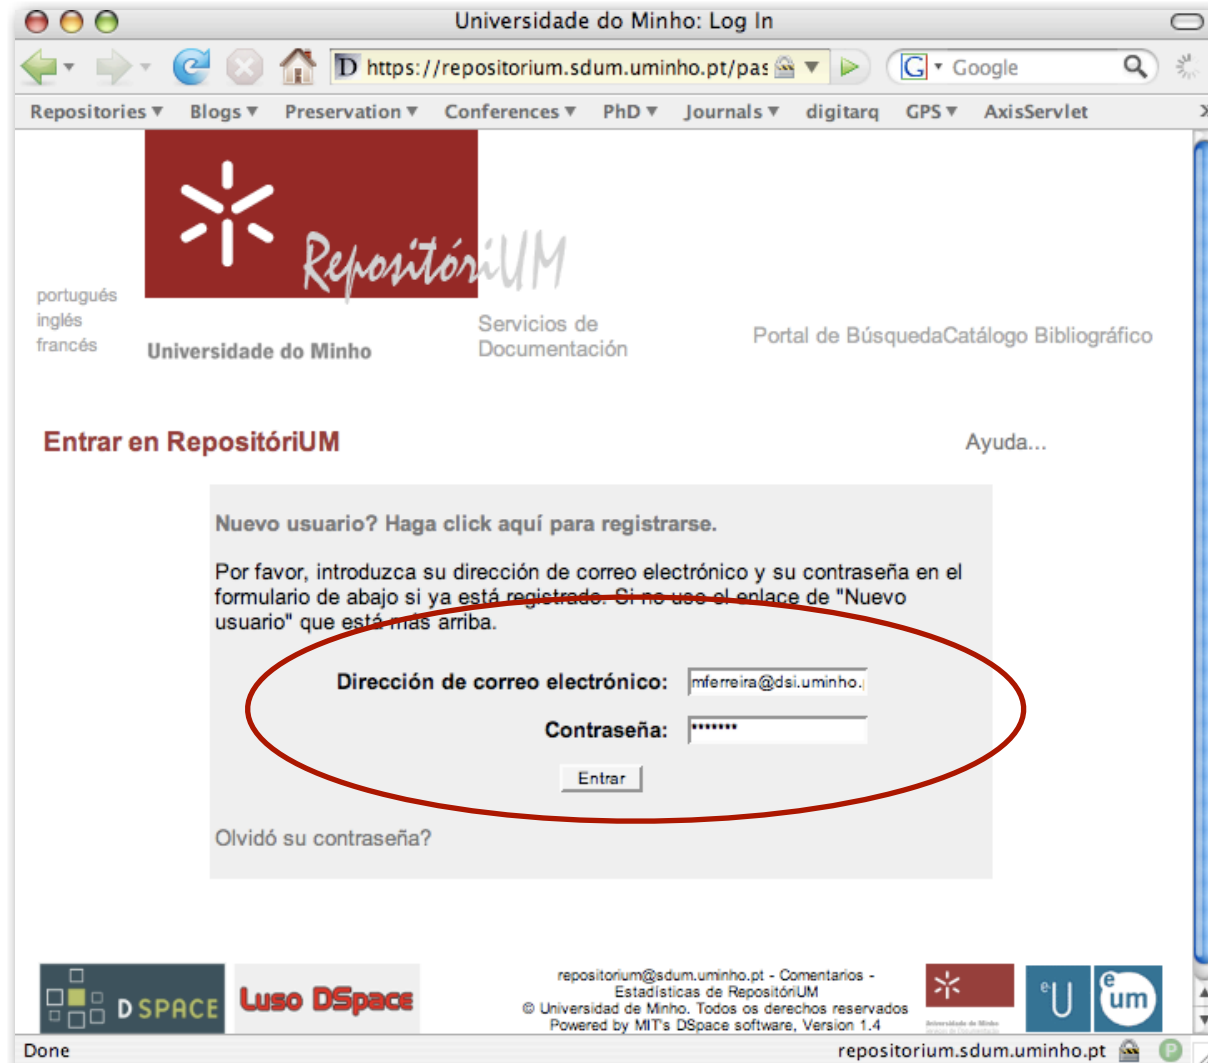 Universidade do Minho: Log In
D https://repositorium.sdum.uminho.pt/pas
G Google
Repositories Blogs Preservation Conferences PhD Journals digitarq GPS AxisServlet
RepositóriUM
portugués
inglés
francés
Universidade do Minho
Servicios de
Documentación
Portal de BúsquedaCatálogo Bibliográfico
Entrar en RepositóriUM
Ayuda...
Nuevo usuario? Haga click aquí para registrarse.
Por favor, introduzca su dirección de correo electrónico y su contraseña en el
formulario de abajo si ya está registrado. Si no use el enlace de "Nuevo
usuario" que está más arriba.
Dirección de correo electrónico: mferreira@dsi.uminho.
Contraseña: •••••••
Entrar
Olvidó su contraseña?
DSPACE
Luso DSpace
repositorium@sdum.uminho.pt - Comentarios -
Estadísticas de RepositóriUM
© Universidad de Minho. Todos os derechos reservados
Powered by MIT's DSpace software, Version 1.4
Universidade do Minho
eU
eum
Done
repositorium.sdum.uminho.pt
P